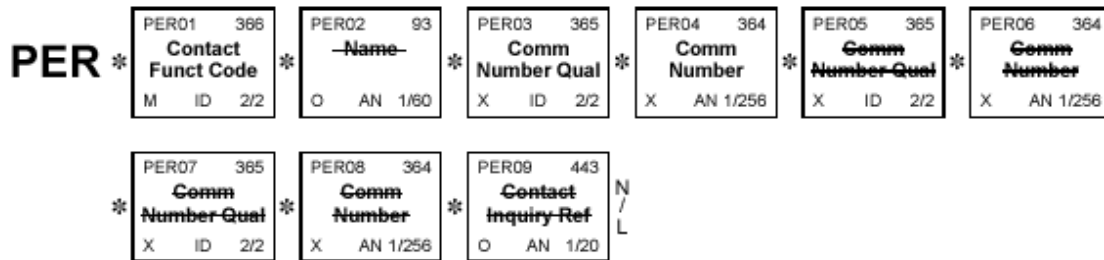 PER * PER01 366 * PER02 93 * PER03 365 * PER04 364 * PER05 365 * PER06 364
Contact Name Comm Comm Comm Comm
Funct Code Number Qual Number Number Qual Number
M ID 2/2 O AN 1/60 X ID 2/2 X AN 1/256 X ID 2/2 X AN 1/256
* PER07 365 * PER08 364 * PER09 443 N
Comm Comm Contact /
Number Qual Number Inquiry Ref L
X ID 2/2 X AN 1/256 O AN 1/20